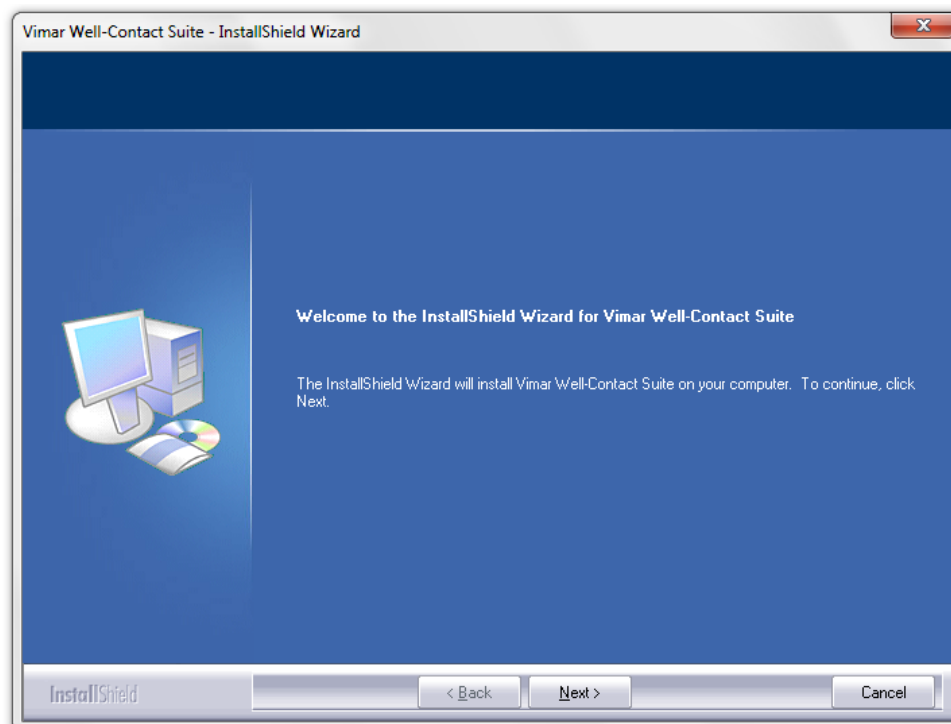 Vimar Well-Contact Suite - InstallShield Wizard
Welcome to the InstallShield Wizard for Vimar Well-Contact Suite
The InstallShield Wizard will install Vimar Well-Contact Suite on your computer.  To continue, click
Next.
InstallShield
< Back
Next >
Cancel